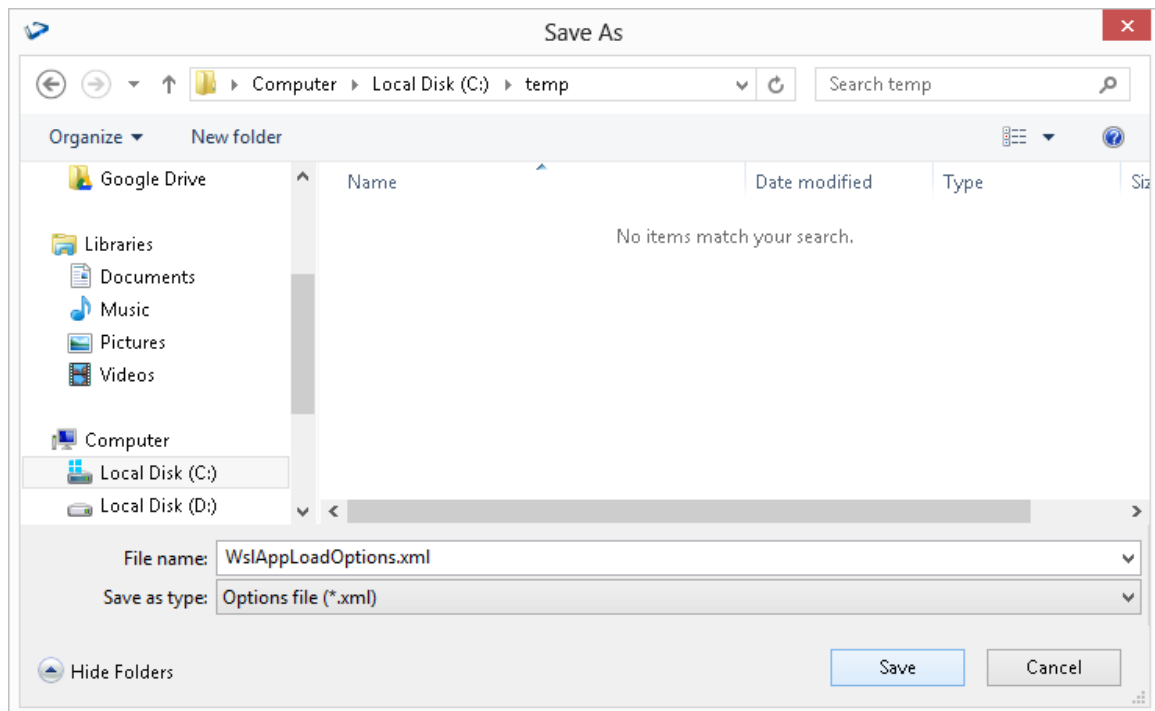 Save As
Computer Local Disk (C:) temp
Search temp
Organize New folder
Google Drive
Name Date modified Type Siz
No items match your search.
Libraries
Documents
Music
Pictures
Videos
Computer
Local Disk (C:)
Local Disk (D:)
File name: WslAppLoadOptions.xml
Save as type: Options file (*.xml)
Hide Folders Save Cancel